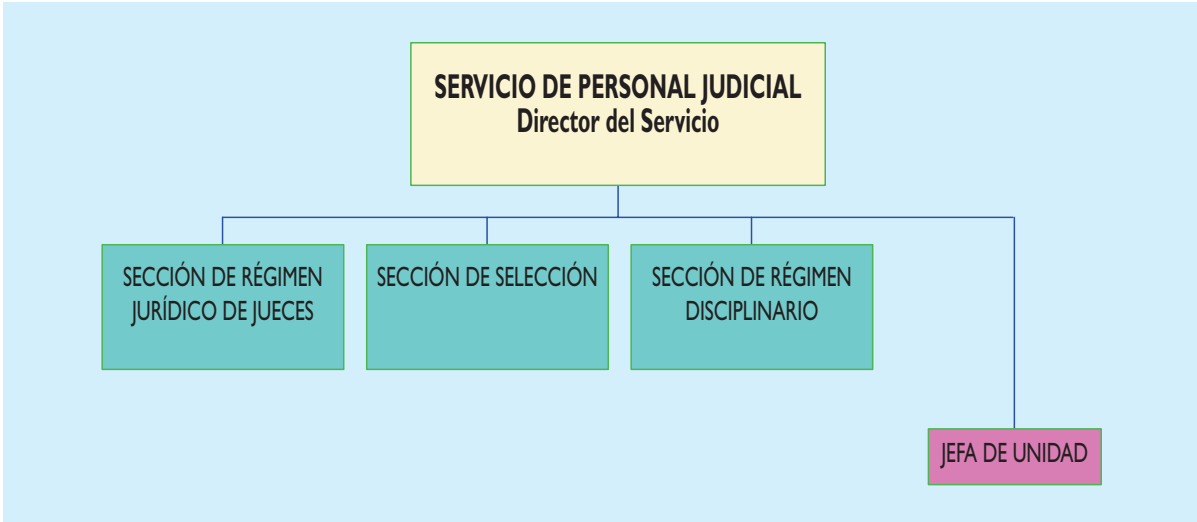 SERVICIO DE PERSONAL JUDICIAL
Director del Servicio
SECCIÓN DE RÉGIMEN
JURÍDICO DE JUECES
SECCIÓN DE SELECCIÓN
SECCIÓN DE RÉGIMEN
DISCIPLINARIO
JEFA DE UNIDAD